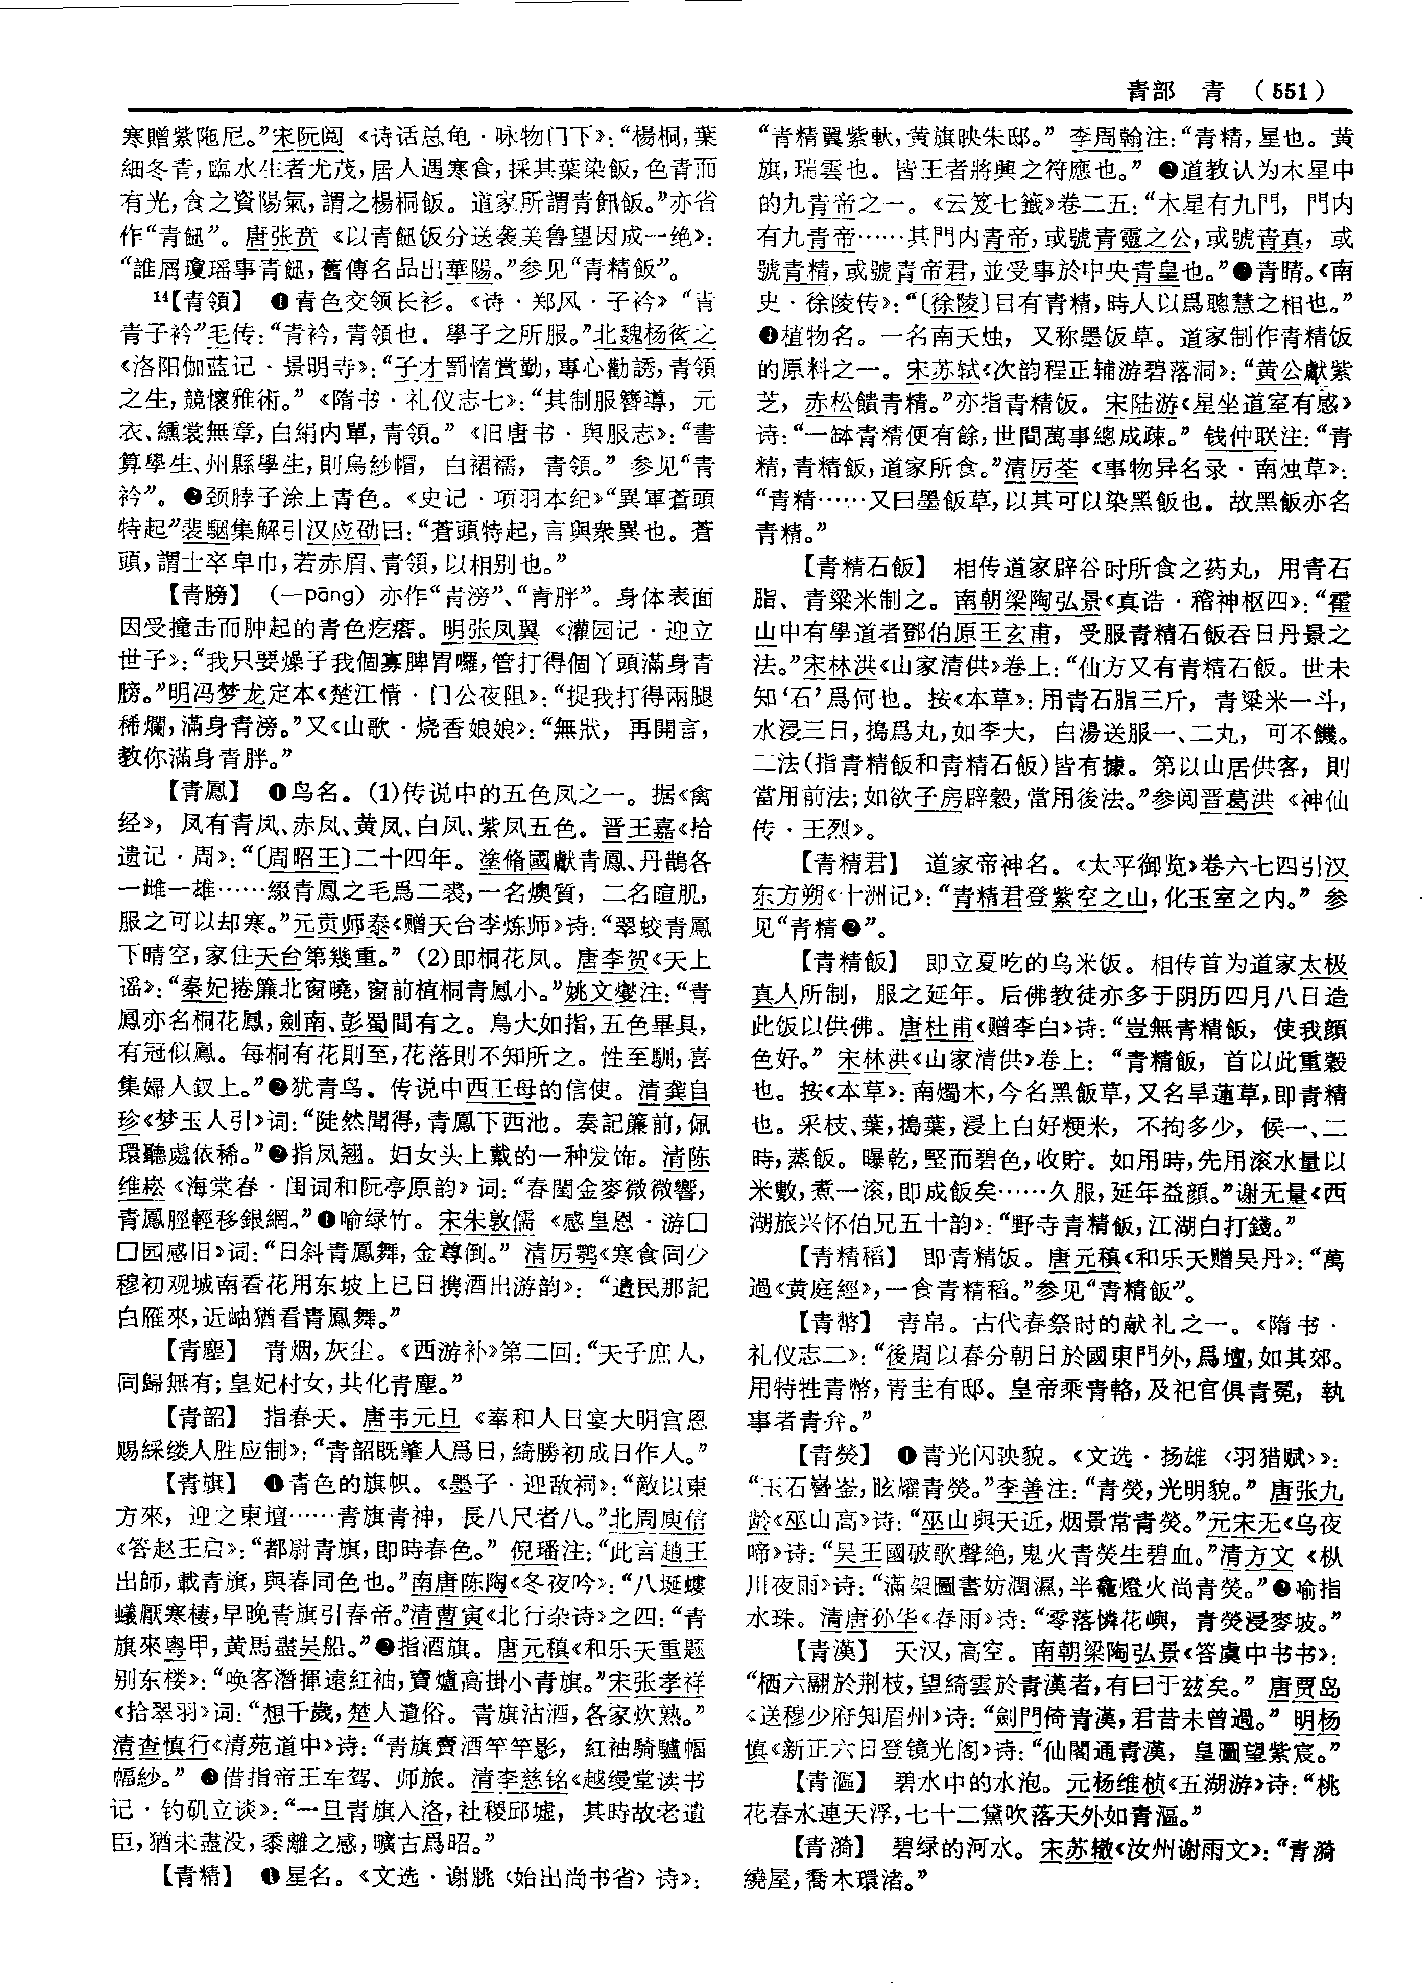 青部 青 (551)
寒贈紫陁尼。”宋阮阅《诗话总龟·咏物门下》:“楊桐,葉
細冬青,臨水生者尤茂,居人遇寒食,採其葉染飯,色青而
有光,食之資陽氣,謂之楊桐飯。道家所謂青䭀飯。”亦省
作“青䭀”。唐张贲《以青䭀饭分送袭美鲁望因成一绝》:
“誰屑瓊瑶事青䭀,舊傳名品出華陽。”参见“青精飯”。
14【青領】 ❶青色交领长衫。《诗·郑风·子衿》“青
青子衿”毛传:“青衿,青領也。學子之所服。”北魏杨衒之
《洛阳伽蓝记·景明寺》:“子才罰惰賞勤,專心勸誘,青領
之生,競懷雅術。”《隋书·礼仪志七》:“其制服簪導,元
衣、纁裳無章,白絹内單,青領。”《旧唐书·舆服志》:“書
算學生、州縣學生,則烏紗帽,白裙襦,青領。”参见“青
衿”。❷颈脖子涂上青色。《史记·项羽本纪》“異軍蒼頭
特起”裴駰集解引汉应劭曰:“蒼頭特起,言與衆異也。蒼
頭,謂士卒皁巾,若赤眉、青領,以相别也。”
【青膀】 (—pāng) 亦作“青滂”、“青胖”。身体表面
因受撞击而肿起的青色疙瘩。明张凤翼《灌园记·迎立
世子》:“我只要燥子我個寡脾胃囉,管打得個丫頭滿身青
膀。”明冯梦龙定本《楚江情·门公夜阻》:“捉我打得兩腿
稀爛,滿身青滂。”又《山歌·烧香娘娘》:“無狀,再開言,
教你滿身青胖。”
【青鳳】 ❶鸟名。(1)传说中的五色凤之一。据《禽
经》,凤有青凤、赤凤、黄凤、白凤、紫凤五色。晋王嘉《拾
遗记·周》:“〔周昭王〕二十四年。塗脩國獻青鳳、丹鵲各
一雌一雄……綴青鳳之毛爲二裘,一名燠質,二名暄肌,
服之可以却寒。”元贡师泰《赠天台李炼师》诗:“翠蛟青鳳
下晴空,家住天台第幾重。”(2)即桐花凤。唐李贺《天上
谣》:“秦妃捲簾北窗曉,窗前植桐青鳳小。”姚文燮注:“青
鳳亦名桐花鳳,劍南、彭蜀間有之。鳥大如指,五色畢具,
有冠似鳳。每桐有花則至,花落則不知所之。性至馴,喜
集婦人釵上。”❷犹青鸟。传说中西王母的信使。清龚自
珍《梦玉人引》词:“陡然聞得,青鳳下西池。奏記簾前,佩
環聽處依稀。”❸指凤翘。妇女头上戴的一种发饰。清陈
维崧《海棠春·闺词和阮亭原韵》词:“春閨金麥微微響,
青鳳脛輕移銀網。”❹喻绿竹。宋朱敦儒《感皇恩·游□
□园感旧》词:“日斜青鳳舞,金尊倒。”清厉鹗《寒食同少
穆初观城南看花用东坡上巳日携酒出游韵》:“遺民那記
白雁來,近岫猶看青鳳舞。”
【青塵】 青烟,灰尘。《西游补》第二回:“天子庶人,
同歸無有;皇妃村女,共化青塵。”
【青韶】 指春天。唐韦元旦《奉和人日宴大明宫恩
赐綵缕人胜应制》:“青韶既肇人爲日,綺勝初成日作人。”
【青旗】 ❶青色的旗帜。《墨子·迎敌祠》:“敵以東
方來,迎之東壇……青旗青神,長八尺者八。”北周庾信
《答赵王启》:“都尉青旗,即時春色。”倪璠注:“此言趙王
出師,載青旗,與春同色也。”南唐陈陶《冬夜吟》:“八埏螻
蟻厭寒棲,早晚青旗引春帝。”清曹寅《北行杂诗》之四:“青
旗來粤甲,黄馬盡吴船。”❷指酒旗。唐元稹《和乐天重题
别东楼》:“唤客潛揮遠紅袖,賣爐高掛小青旗。”宋张孝祥
《拾翠羽》词:“想千歲,楚人遺俗。青旗沽酒,各家炊熟。”
清查慎行《清苑道中》诗:“青旗賣酒竿竿影,紅袖騎驢幅
幅紗。”❸借指帝王车驾、师旅。清李慈铭《越缦堂读书
记·钓矶立谈》:“一旦青旗入洛,社稷邱墟,其時故老遺
臣,猶未盡没,黍離之感,曠古爲昭。”
【青精】 ❶星名。《文选·谢朓〈始出尚书省〉诗》:
“青精翼紫軑,黄旗映朱邸。”李周翰注:“青精,星也。黄
旗,瑞雲也。皆王者將興之符應也。”❷道教认为木星中
的九青帝之一。《云笈七籤》卷二五:“木星有九門,門内
有九青帝……其門内青帝,或號青靈之公,或號青真,或
號青精,或號青帝君,並受事於中央青皇也。”❸青睛。《南
史·徐陵传》:“〔徐陵〕目有青精,時人以爲聰慧之相也。”
❹植物名。一名南天烛,又称墨饭草。道家制作青精饭
的原料之一。宋苏轼《次韵程正辅游碧落洞》:“黄公獻紫
芝,赤松饋青精。”亦指青精饭。宋陆游《星坐道室有感》
诗:“一缽青精便有餘,世間萬事總成疎。”钱仲联注:“青
精,青精飯,道家所食。”清厉荃《事物异名录·南烛草》:
“青精……又曰墨飯草,以其可以染黑飯也。故黑飯亦名
青精。”
【青精石飯】 相传道家辟谷时所食之药丸,用青石
脂、青粱米制之。南朝梁陶弘景《真诰·稽神枢四》:“霍
山中有學道者鄧伯原王玄甫,受服青精石飯吞日丹景之
法。”宋林洪《山家清供》卷上:“仙方又有青精石飯。世未
知‘石’爲何也。按《本草》:用青石脂三斤,青粱米一斗,
水浸三日,搗爲丸,如李大,白湯送服一、二丸,可不饑。
二法(指青精飯和青精石飯)皆有據。第以山居供客,則
當用前法;如欲子房辟穀,當用後法。”参阅晋葛洪《神仙
传·王烈》。
【青精君】 道家帝神名。《太平御览》卷六七四引汉
东方朔《十洲记》:“青精君登紫空之山,化玉室之内。”参
见“青精❷”。
【青精飯】 即立夏吃的乌米饭。相传首为道家太极
真人所制,服之延年。后佛教徒亦多于阴历四月八日造
此饭以供佛。唐杜甫《赠李白》诗:“豈無青精飯,使我顔
色好。”宋林洪《山家清供》卷上:“青精飯,首以此重穀
也。按《本草》:南燭木,今名黑飯草,又名旱蓮草,即青精
也。采枝、葉,搗葉,浸上白好粳米,不拘多少,候一、二
時,蒸飯。曝乾,堅而碧色,收貯。如用時,先用滚水量以
米數,煮一滚,即成飯矣……久服,延年益顔。”谢无量《西
湖旅兴怀伯兄五十韵》:“野寺青精飯,江湖白打錢。”
【青精稻】 即青精饭。唐元稹《和乐天赠吴丹》:“萬
過《黄庭經》,一食青精稻。”参见“青精飯”。
【青幣】 青帛。古代春祭时的献礼之一。《隋书·
礼仪志二》:“後周以春分朝日於國東門外,爲壇,如其郊。
用特牲青幣,青圭有邸。皇帝乘青輅,及祀官俱青冕,執
事者青弁。”
【青熒】 ❶青光闪映貌。《文选·扬雄〈羽猎赋〉》:
“玉石嶜崟,眩燿青熒。”李善注:“青熒,光明貌。”唐张九
龄《巫山高》诗:“巫山與天近,烟景常青熒。”元宋无《乌夜
啼》诗:“吴王國破歌聲絶,鬼火青熒生碧血。”清方文《枞
川夜雨》诗:“滿架圖書妨潤濕,半龕燈火尚青熒。”❷喻指
水珠。清唐孙华《春雨》诗:“零落憐花嶼,青熒浸麥坡。”
【青漢】 天汉,高空。南朝梁陶弘景《答虞中书书》:
“栖六翮於荆枝,望綺雲於青漢者,有日于兹矣。”唐贾岛
《送穆少府知眉州》诗:“劍門倚青漢,君昔未曾過。”明杨
慎《新正六日登镜光阁》诗:“仙閣通青漢,皇圖望紫宸。”
【青漚】 碧水中的水泡。元杨维桢《五湖游》诗:“桃
花春水連天浮,七十二黛吹落天外如青漚。”
【青漪】 碧绿的河水。宋苏辙《汝州谢雨文》:“青漪
繞屋,喬木環渚。”